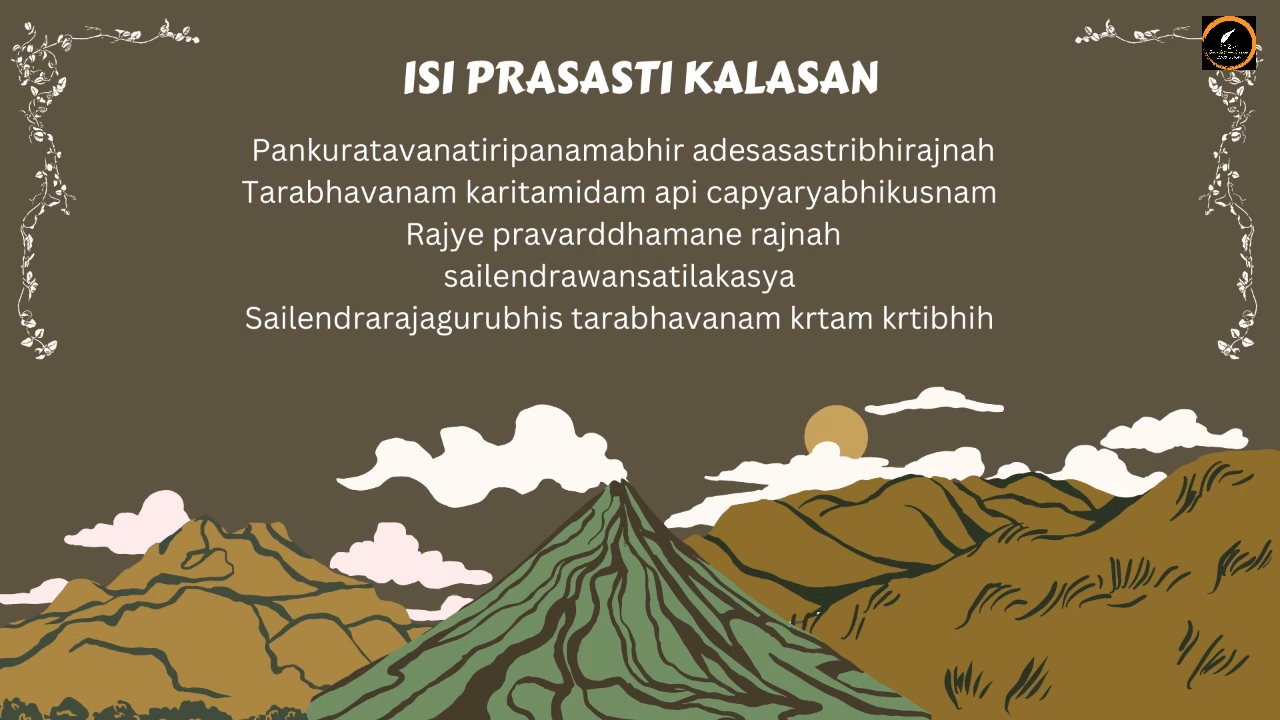 ISI PRASASTI KALASAN
Pankuratavanatiripanamabhir adesasastribhirajnah
Tarabhavanam karitamidam api capyaryabhikusnam
Rajye pravarddhamane rajnah
sailendrawansatilakasya
Sailendrarajagurubhis tarabhavanam krtam krtibhih